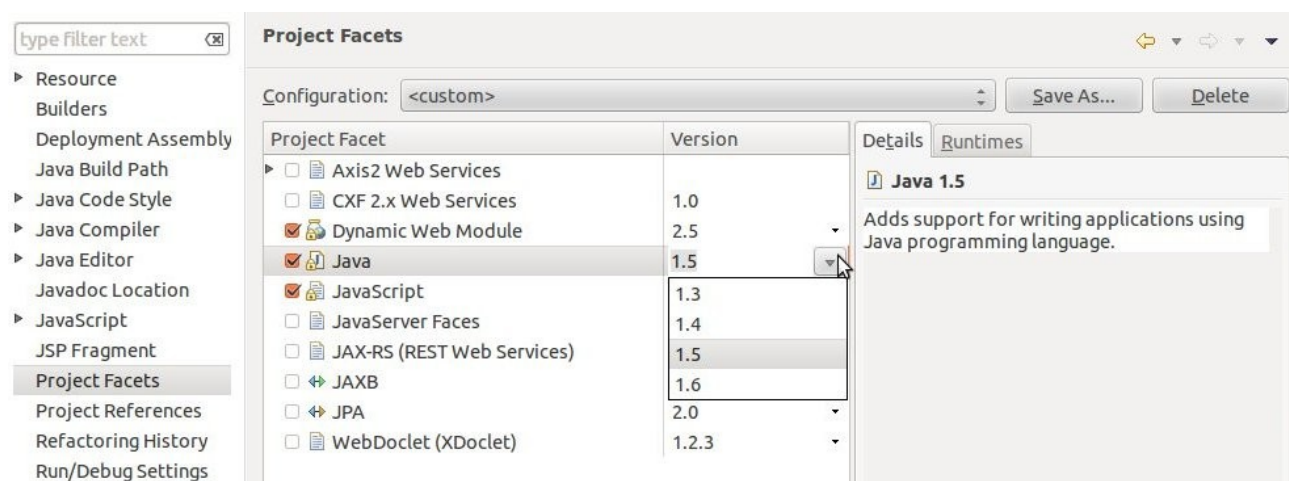 type filter text
Resource
Builders
Deployment Assembly
Java Build Path
Java Code Style
Java Compiler
Java Editor
Javadoc Location
JavaScript
JSP Fragment
Project Facets
Project References
Refactoring History
Run/Debug Settings
Project Facets
Configuration: <custom> Save As... Delete
Project Facet Version
Axis2 Web Services
CXF 2.x Web Services 1.0
Dynamic Web Module 2.5
Java 1.5
JavaScript
JavaServer Faces
JAX-RS (REST Web Services)
JAXB
JPA 2.0
WebDoclet (XDoclet) 1.2.3
1.3
1.4
1.5
1.6
Details Runtimes
Java 1.5
Adds support for writing applications using
Java programming language.